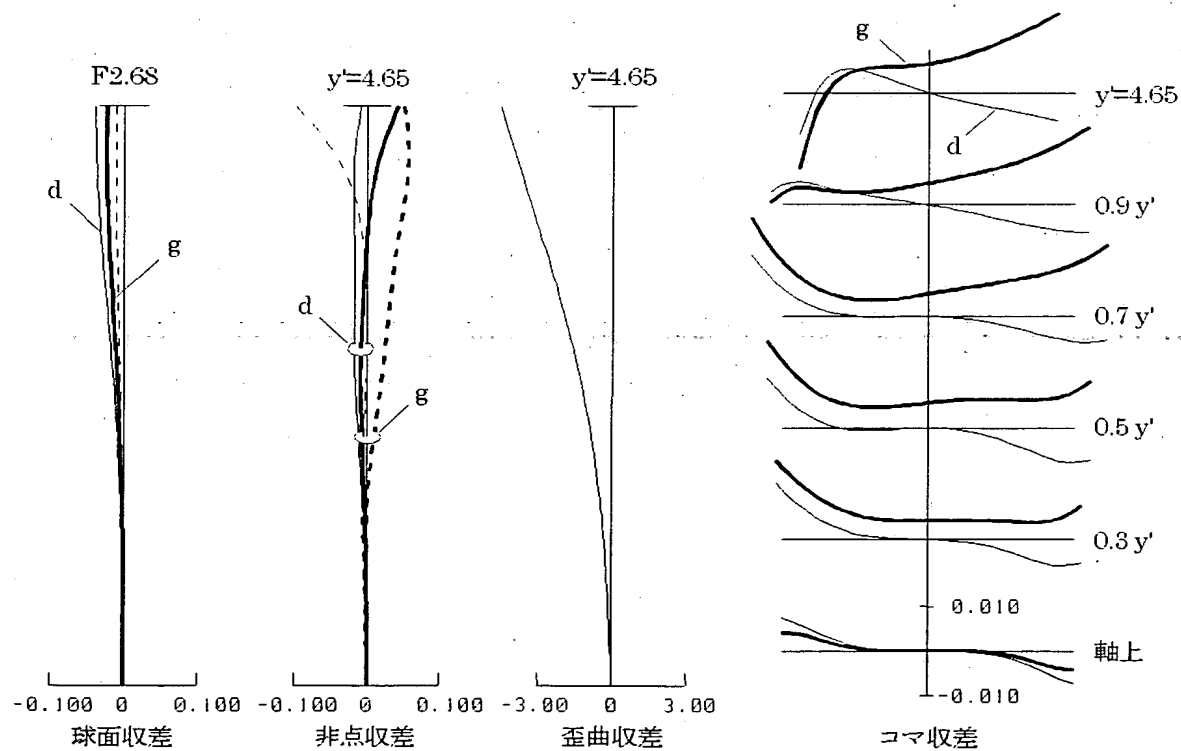 F2.68
d
g
-0.100 0 0.100
球面収差
y'=4.65
d
g
-0.100 0 0.100
非点収差
y'=4.65
-3.00 0 3.00
歪曲収差
g
y'=4.65
d
0.9 y'
0.7 y'
0.5 y'
0.3 y'
0.010
軸上
-0.010
コマ収差